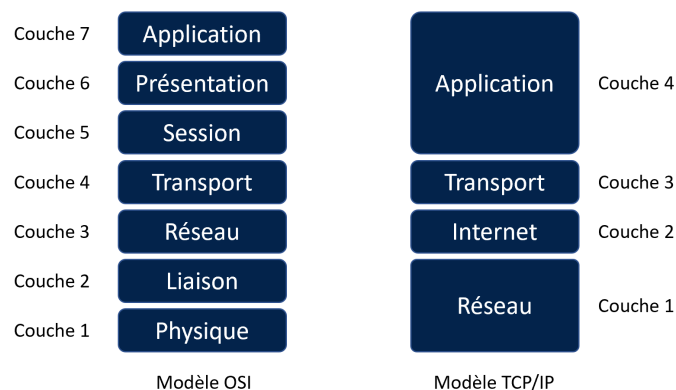 Couche 7 Application
Couche 6 Présentation
Couche 5 Session
Couche 4 Transport
Couche 3 Réseau
Couche 2 Liaison
Couche 1 Physique
Modèle OSI
Application Couche 4
Transport Couche 3
Internet Couche 2
Réseau Couche 1
Modèle TCP/IP